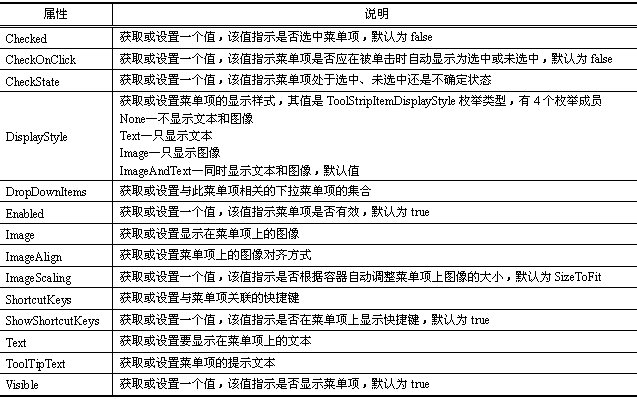 属性 说明
Checked 获取或设置一个值，该值指示是否选中菜单项，默认为 false
CheckOnClick 获取或设置一个值，该值指示菜单项是否应在被单击时自动显示为选中或未选中，默认为 false
CheckState 获取或设置一个值，该值指示菜单项处于选中、未选中还是不确定状态
获取或设置菜单项的显示样式，其值是 ToolStripItemDisplayStyle 枚举类型，有 4 个枚举成员
None—不显示文本和图像
DisplayStyle Text—只显示文本
Image—只显示图像
ImageAndText—同时显示文本和图像，默认值
DropDownItems 获取或设置与此菜单项相关的下拉菜单项的集合
Enabled 获取或设置一个值，该值指示菜单项是否有效，默认为 true
Image 获取或设置显示在菜单项上的图像
ImageAlign 获取或设置菜单项上的图像对齐方式
ImageScaling 获取或设置一个值，该值指示是否根据容器自动调整菜单项上图像的大小，默认为 SizeToFit
ShortcutKeys 获取或设置与菜单项关联的快捷键
ShowShortcutKeys 获取或设置一个值，该值指示是否在菜单项上显示快捷键，默认为 true
Text 获取或设置要显示在菜单项上的文本
ToolTipText 获取或设置菜单项的提示文本
Visible 获取或设置一个值，该值指示是否显示菜单项，默认为 true